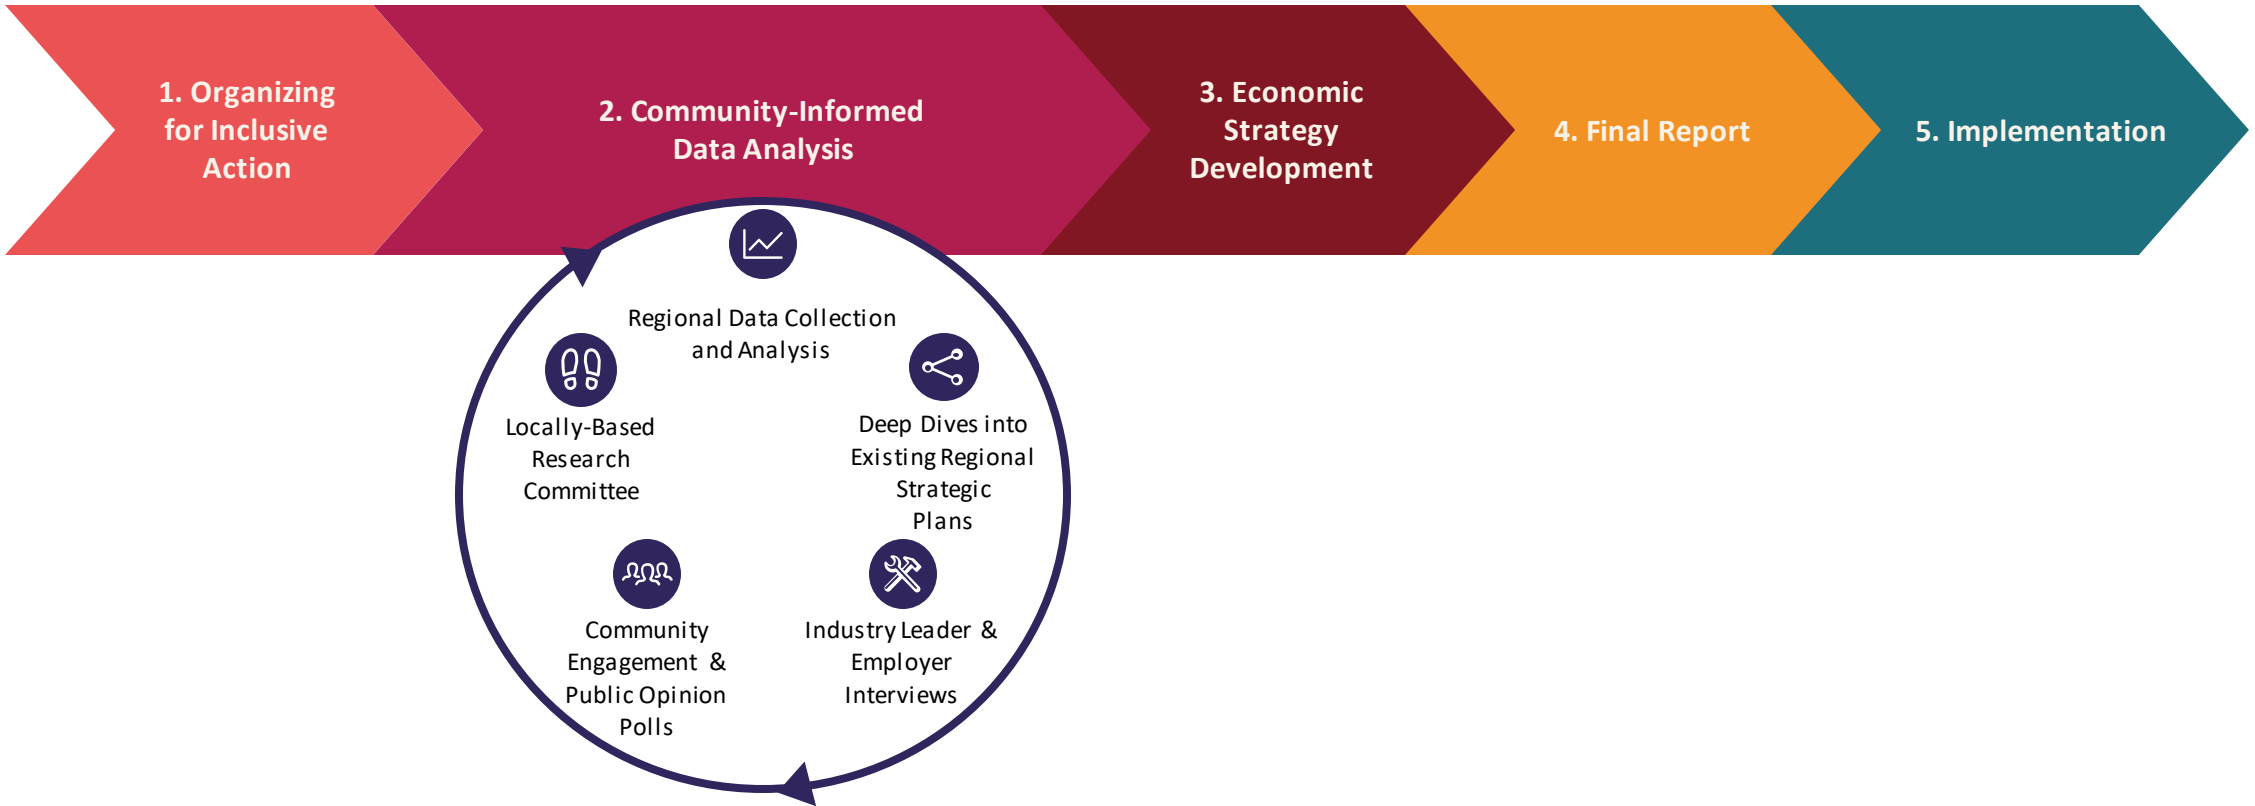 1. Organizing
for Inclusive
Action
2. Community-Informed
Data Analysis
3. Economic
Strategy
Development
4. Final Report
5. Implementation
Regional Data Collection
and Analysis
Locally-Based
Research
Committee
Deep Dives into
Existing Regional
Strategic
Plans
Community
Engagement &
Public Opinion
Polls
Industry Leader &
Employer
Interviews